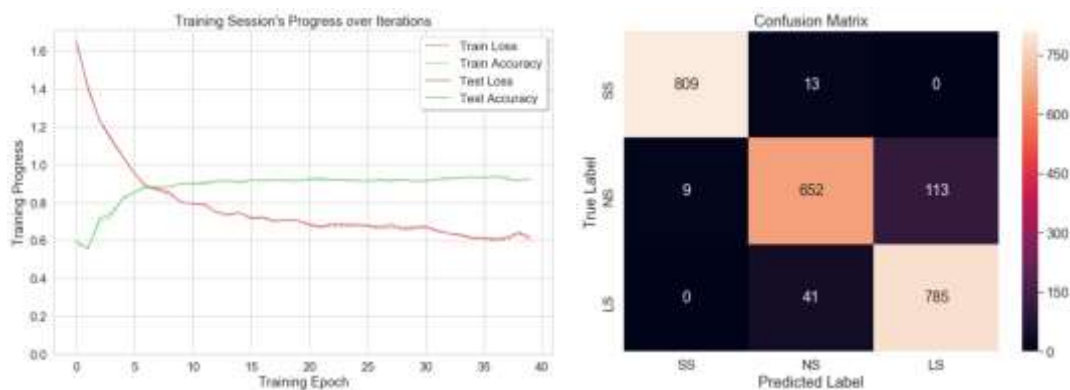 Training Session's Progress over Iterations
Train Loss
Train Accuracy
Test Loss
Test Accuracy
1.6
1.4
1.2
1.0
0.8
0.6
0.4
0.2
0.0
Training Progress
0 5 10 15 20 25 30 35 40
Training Epoch
Confusion Matrix
SS 809 13 0
NS 9 652 113
LS 0 41 785
True Label
SS NS LS
Predicted Label
750
600
450
300
150
0